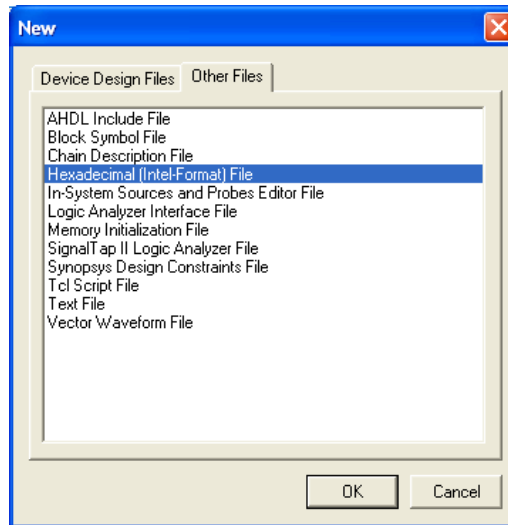 New
Device Design Files Other Files
AHDL Include File
Block Symbol File
Chain Description File
Hexadecimal (Intel-Format) File
In-System Sources and Probes Editor File
Logic Analyzer Interface File
Memory Initialization File
SignalTap II Logic Analyzer File
Synopsys Design Constraints File
Tcl Script File
Text File
Vector Waveform File
OK Cancel